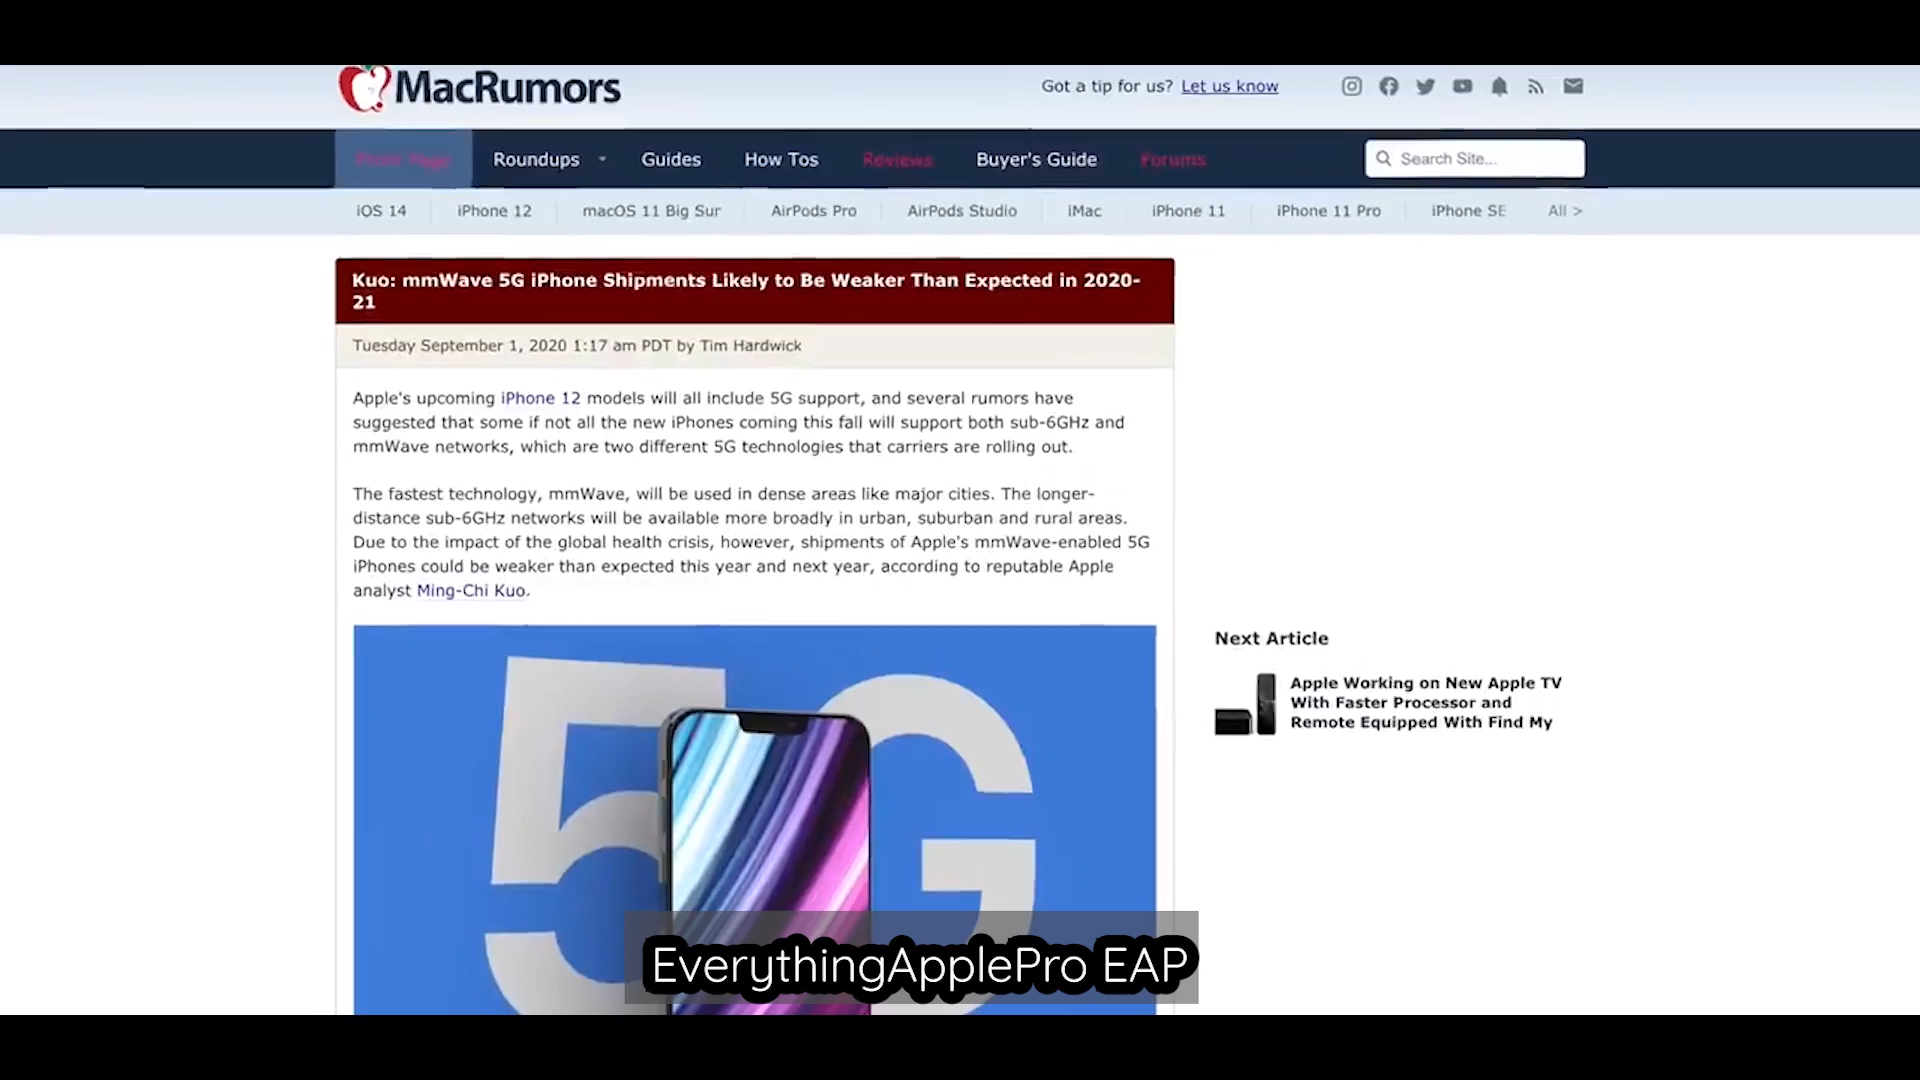 MacRumors
Got a tip for us? Let us know
Front Page Roundups Guides How Tos Reviews Buyer's Guide Forums Search Site...
iOS 14 iPhone 12 macOS 11 Big Sur AirPods Pro AirPods Studio iMac iPhone 11 iPhone 11 Pro iPhone SE All >
Kuo: mmWave 5G iPhone Shipments Likely to Be Weaker Than Expected in 2020-
21
Tuesday September 1, 2020 1:17 am PDT by Tim Hardwick
Apple's upcoming iPhone 12 models will all include 5G support, and several rumors have
suggested that some if not all the new iPhones coming this fall will support both sub-6GHz and
mmWave networks, which are two different 5G technologies that carriers are rolling out.
The fastest technology, mmWave, will be used in dense areas like major cities. The longer-
distance sub-6GHz networks will be available more broadly in urban, suburban and rural areas.
Due to the impact of the global health crisis, however, shipments of Apple's mmWave-enabled 5G
iPhones could be weaker than expected this year and next year, according to reputable Apple
analyst Ming-Chi Kuo.
5G
Next Article
Apple Working on New Apple TV
With Faster Processor and
Remote Equipped With Find My
EverythingApplePro EAP